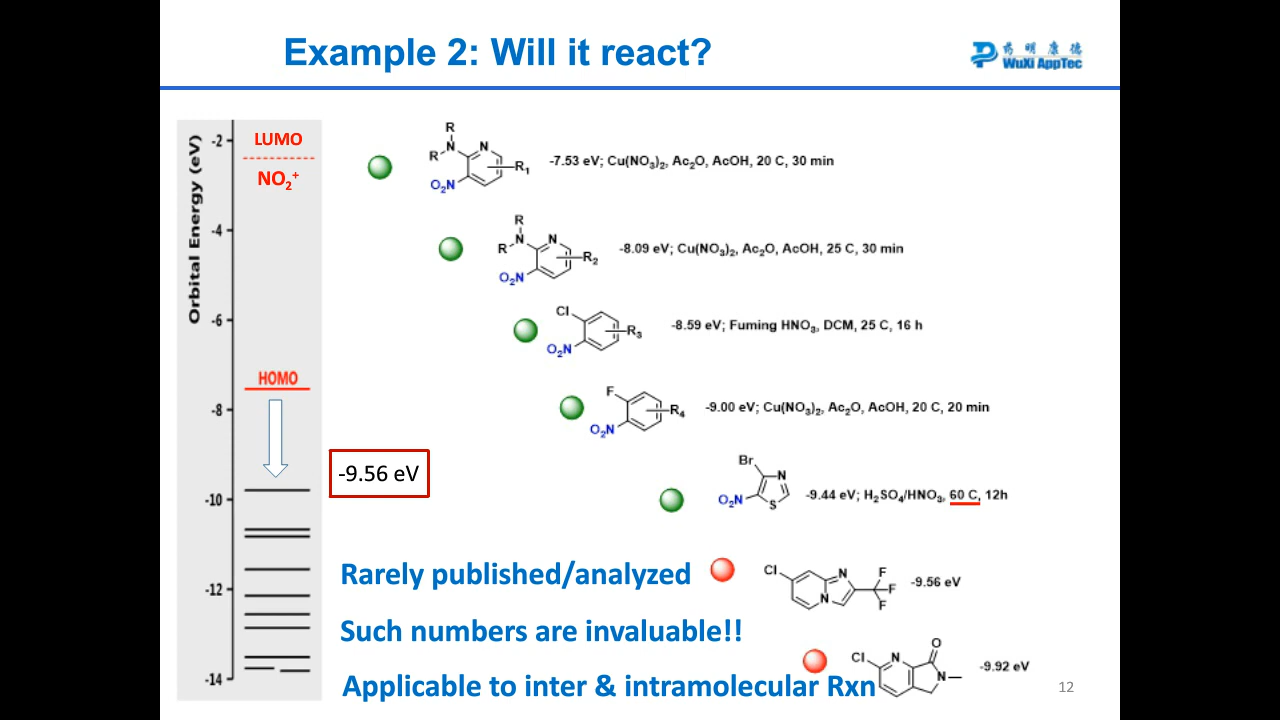 Example 2: Will it react?
药明康德
WuXi AppTec
Orbital Energy (eV)
-2
-4
-6
-8
-10
-12
-14
LUMO
NO₂⁺
HOMO
-9.56 eV
R
R
N
N
R₁
O₂N
-7.53 eV; Cu(NO₃)₂, Ac₂O, AcOH, 20 C, 30 min
R
R
N
N
R₂
O₂N
-8.09 eV; Cu(NO₃)₂, Ac₂O, AcOH, 25 C, 30 min
Cl
R₃
O₂N
-8.59 eV; Fuming HNO₃, DCM, 25 C, 16 h
F
R₄
O₂N
-9.00 eV; Cu(NO₃)₂, Ac₂O, AcOH, 20 C, 20 min
Br
N
O₂N
S
-9.44 eV; H₂SO₄/HNO₃, 60 C, 12h
Rarely published/analyzed
Cl
N
N
F
F
F
-9.56 eV
Such numbers are invaluable!!
Cl
N
O
N
-9.92 eV
Applicable to inter & intramolecular Rxn
12